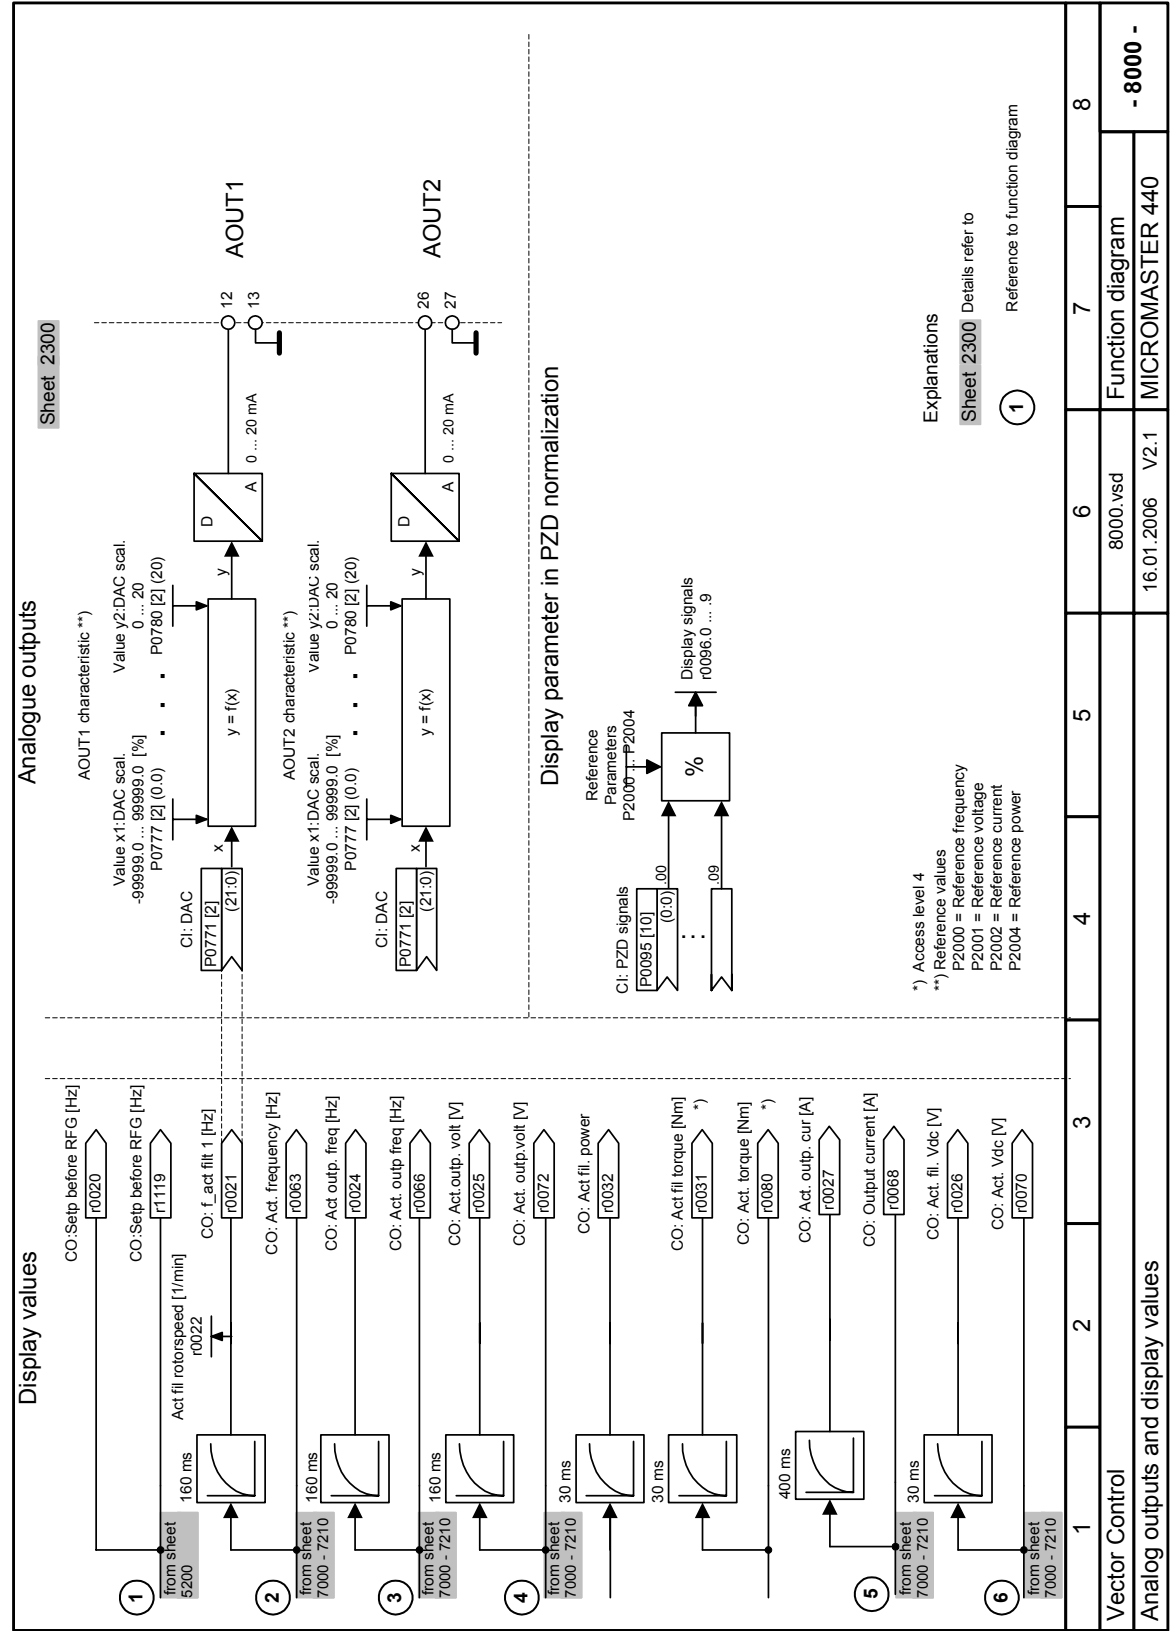 Display values
CO:Setp before RFG [Hz]
r0020
CO:Setp before RFG [Hz]
r1119
1
from sheet
5200
Act fil rotorspeed [1/min]
r0022
160 ms
CO: f_act filt 1 [Hz]
r0021
2
from sheet
7000 - 7210
CO: Act. frequency [Hz]
r0063
160 ms
CO: Act outp. freq [Hz]
r0024
3
from sheet
7000 - 7210
CO: Act. outp freq [Hz]
r0066
160 ms
CO: Act.outp. volt [V]
r0025
4
from sheet
7000 - 7210
CO: Act. outp.volt [V]
r0072
30 ms
CO: Act fil. power
r0032
30 ms
CO: Act fil torque [Nm]
r0031
*)
CO: Act. torque [Nm]
r0080
*)
400 ms
CO: Act. outp. cur [A]
r0027
5
from sheet
7000 - 7210
CO: Output current [A]
r0068
30 ms
CO: Act. fil. Vdc [V]
r0026
6
from sheet
7000 - 7210
CO: Act. Vdc [V]
r0070
Analogue outputs
Sheet 2300
AOUT1 characteristic **)
Value x1:DAC scal.
-99999.0 ... 99999.0 [%]
P0777 [2] (0.0)
. . .
Value y2:DAC scal.
0 ... 20
P0780 [2] (20)
CI: DAC
P0771 [2]
(21:0)
x
y = f(x)
y
D
A
0 ... 20 mA
12
13
AOUT1
AOUT2 characteristic **)
Value x1:DAC scal.
-99999.0 ... 99999.0 [%]
P0777 [2] (0.0)
. . .
Value y2:DAC scal.
0 ... 20
P0780 [2] (20)
CI: DAC
P0771 [2]
(21:0)
x
y = f(x)
y
D
A
0 ... 20 mA
26
27
AOUT2
Display parameter in PZD normalization
Reference
Parameters
P2000 ... P2004
CI: PZD signals
P0095 [10]
(0:0)
.00
. . .
.09
%
Display signals
r0096.0 ... .9
*) Access level 4
**) Reference values
P2000 = Reference frequency
P2001 = Reference voltage
P2002 = Reference current
P2004 = Reference power
Explanations
Sheet 2300 Details refer to
1 Reference to function diagram
1 2 3 4 5 6 7 8
Vector Control
8000.vsd
Function diagram
- 8000 -
Analog outputs and display values
16.01.2006 V2.1
MICROMASTER 440